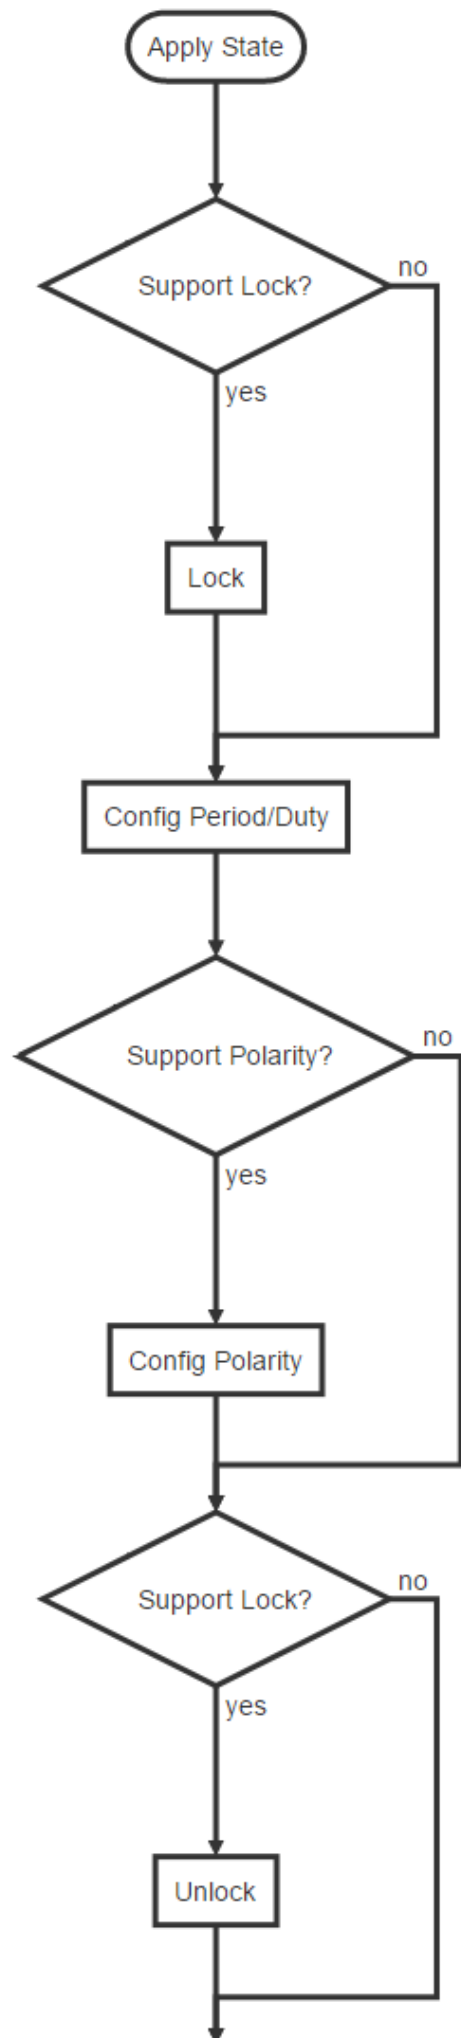 Apply State
Support Lock?
no
yes
Lock
Config Period/Duty
Support Polarity?
no
yes
Config Polarity
Support Lock?
no
yes
Unlock